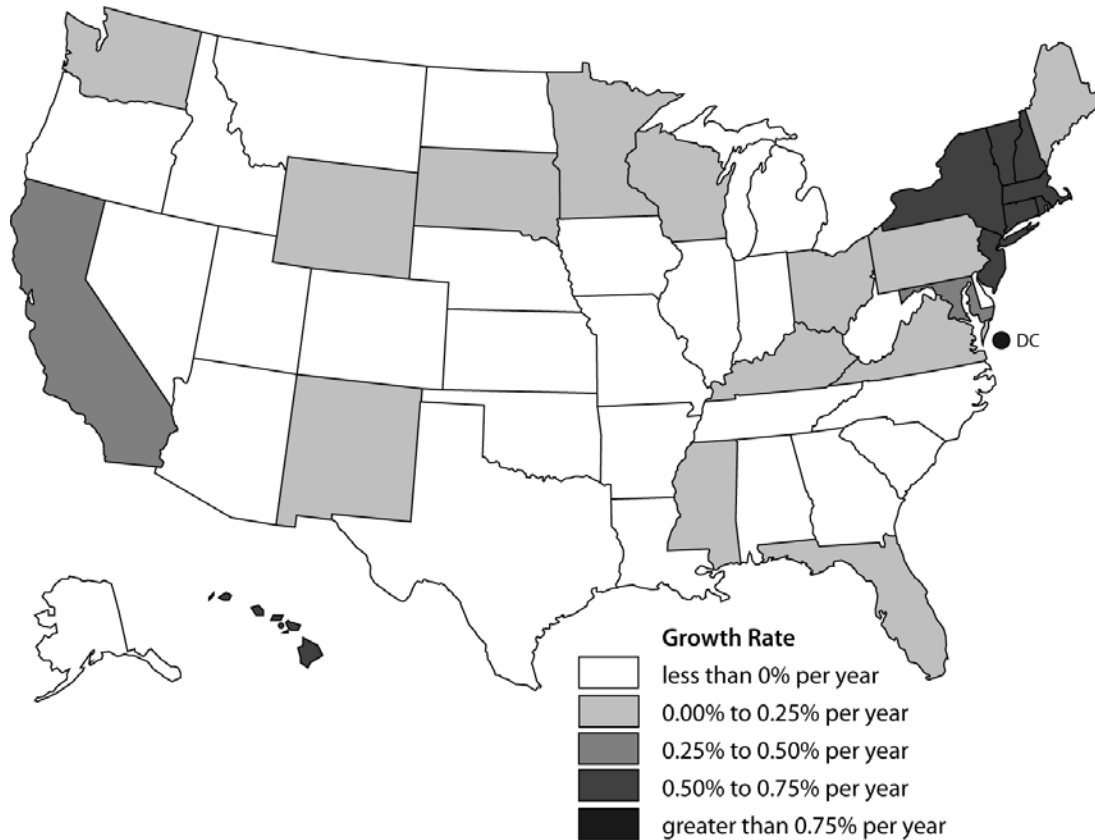 DC
Growth Rate
less than 0% per year
0.00% to 0.25% per year
0.25% to 0.50% per year
0.50% to 0.75% per year
greater than 0.75% per year